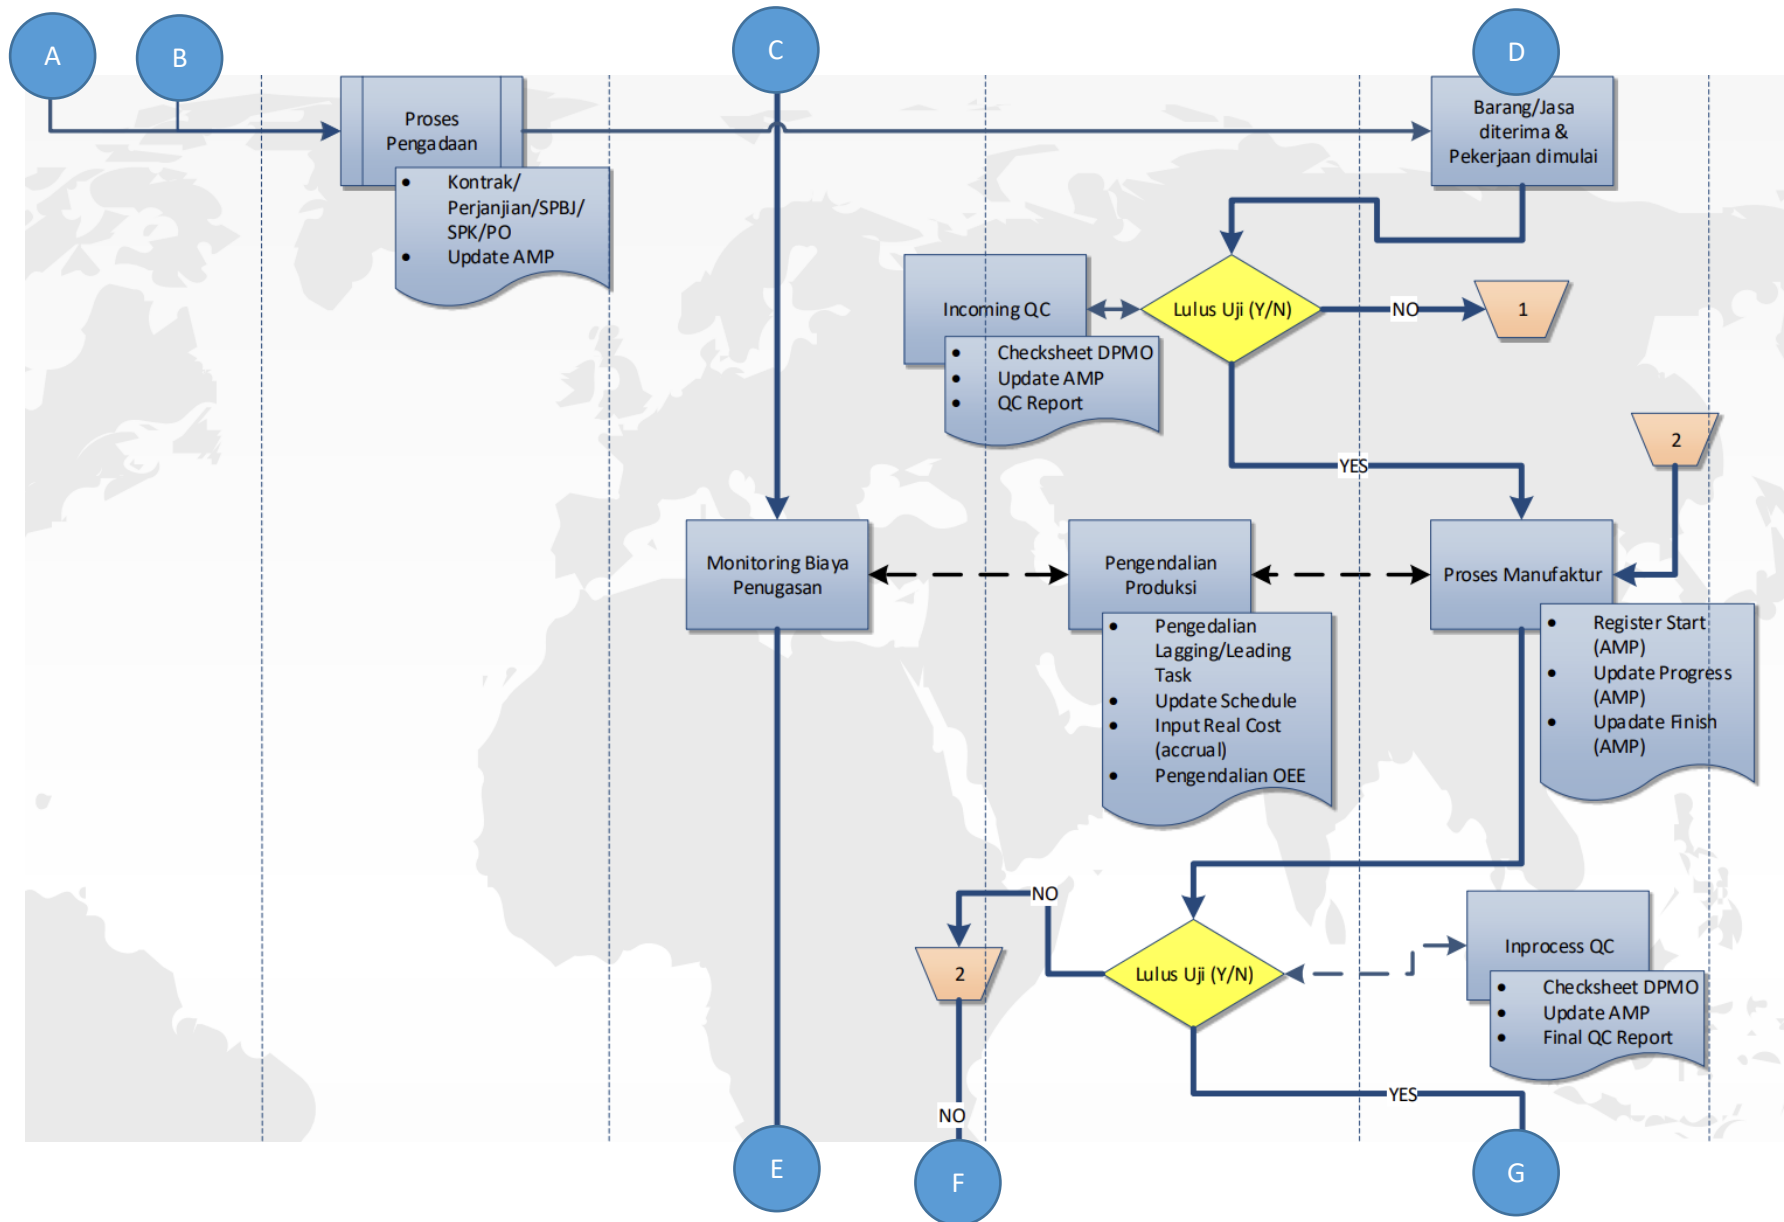 A
B
C
D
Proses
Pengadaan
• Kontrak/
Perjanjian/SPBJ/
SPK/PO
• Update AMP
Barang/Jasa
diterima &
Pekerjaan dimulai
Incoming QC
• Checksheet DPMO
• Update AMP
• QC Report
Lulus Uji (Y/N)
NO
1
YES
2
Monitoring Biaya
Penugasan
Pengendalian
Produksi
• Pengedalian
Lagging/Leading
Task
• Update Schedule
• Input Real Cost
(accrual)
• Pengendalian OEE
Proses Manufaktur
• Register Start
(AMP)
• Update Progress
(AMP)
• Upadate Finish
(AMP)
NO
2
Lulus Uji (Y/N)
Inprocess QC
• Checksheet DPMO
• Update AMP
• Final QC Report
YES
NO
E
F
G